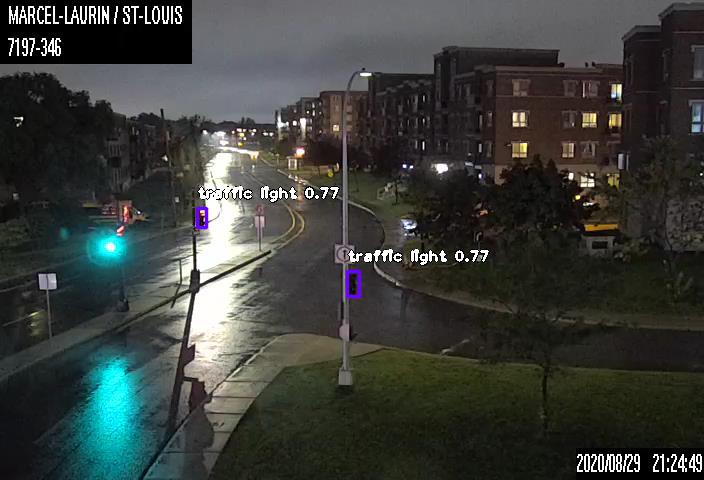 MARCEL-LAURIN / ST-LOUIS
7197-346
traffic light 0.77
traffic light 0.77
2020/08/29 21:24:49